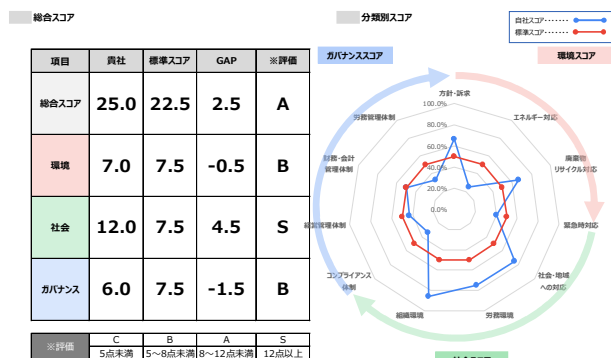 総合スコア
分類別スコア
自社スコア・・・・・・・
標準スコア・・・・・・・
ガバナンススコア
環境スコア
項目 貴社 標準スコア GAP ※評価
総合スコア 25.0 22.5 2.5 A
環境 7.0 7.5 -0.5 B
社会 12.0 7.5 4.5 S
ガバナンス 6.0 7.5 -1.5 B
※評価
C B A S
5点未満 5～8点未満 8～12点未満 12点以上
方針・訴求
エネルギー対応
廃棄物
リサイクル対応
緊急時対応
社会・地域
への対応
労務環境
組織環境
コンプライアンス
体制
経営管理体制
財務・会計
管理体制
労務管理体制
100.0%
80.0%
60.0%
40.0%
20.0%
0.0%
社会スコア